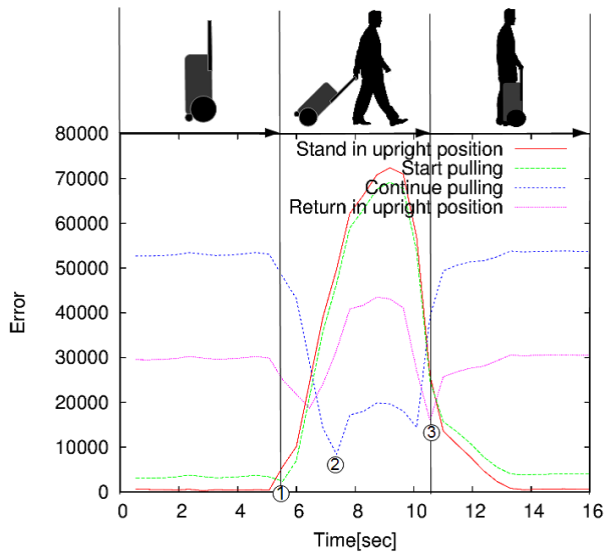 80000
70000
60000
50000
40000
30000
20000
10000
0
Error
Stand in upright position
Start pulling
Continue pulling
Return in upright position
1
2
3
0 2 4 6 8 10 12 14 16
Time[sec]